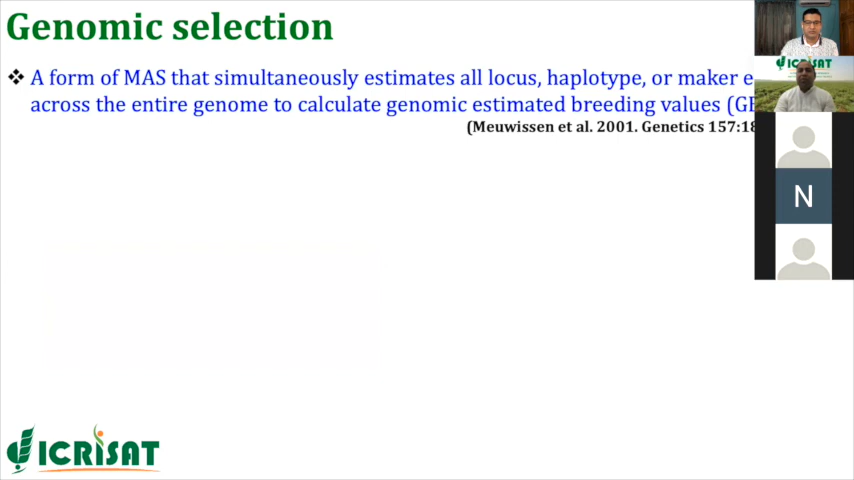 Genomic selection
❖ A form of MAS that simultaneously estimates all locus, haplotype, or maker e
across the entire genome to calculate genomic estimated breeding values (
(Meuwissen et al. 2001. Genetics 157:18
ICRISAT
N
ICRISAT